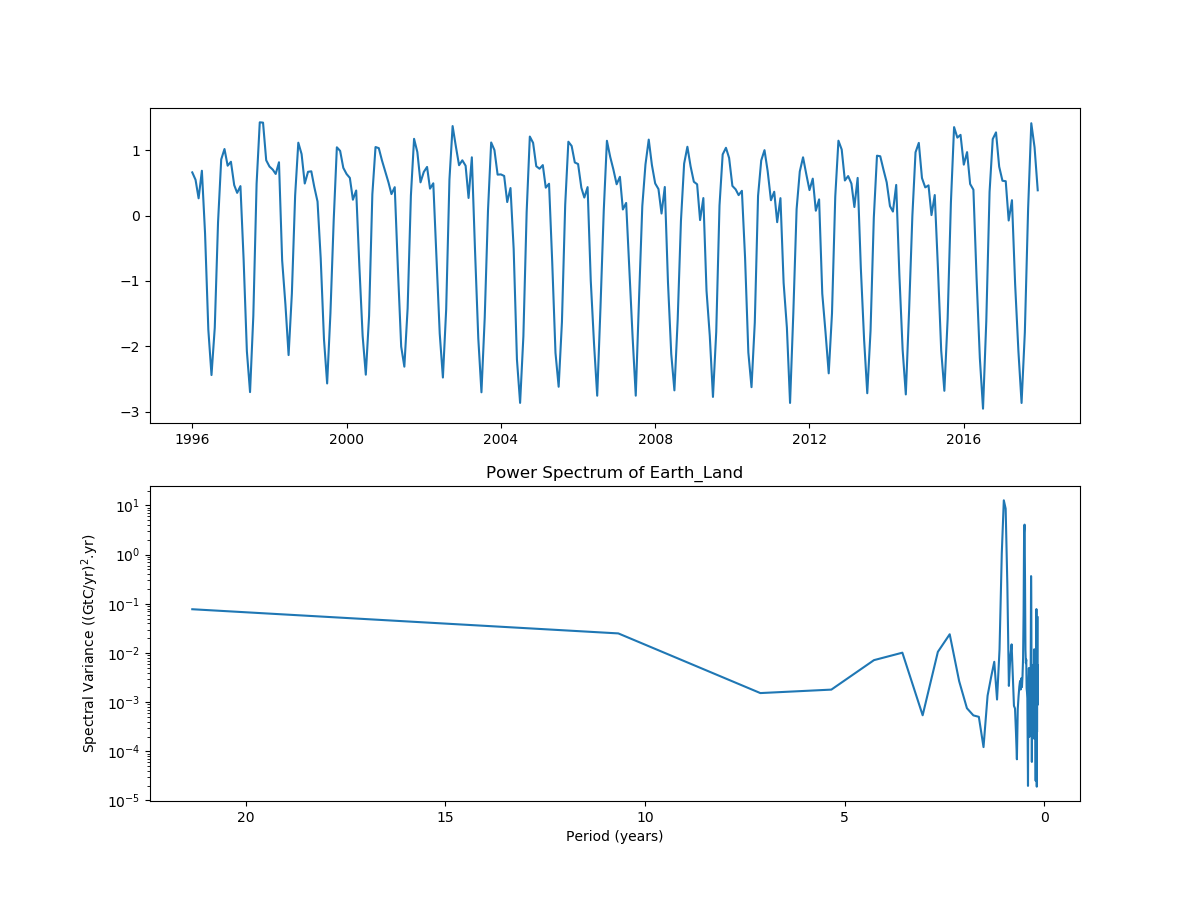 1
0
−1
−2
−3
1996 2000 2004 2008 2012 2016
Power Spectrum of Earth_Land
Spectral Variance ((GtC/yr)².yr)
10¹
10⁰
10⁻¹
10⁻²
10⁻³
10⁻⁴
10⁻⁵
20 15 10 5 0
Period (years)